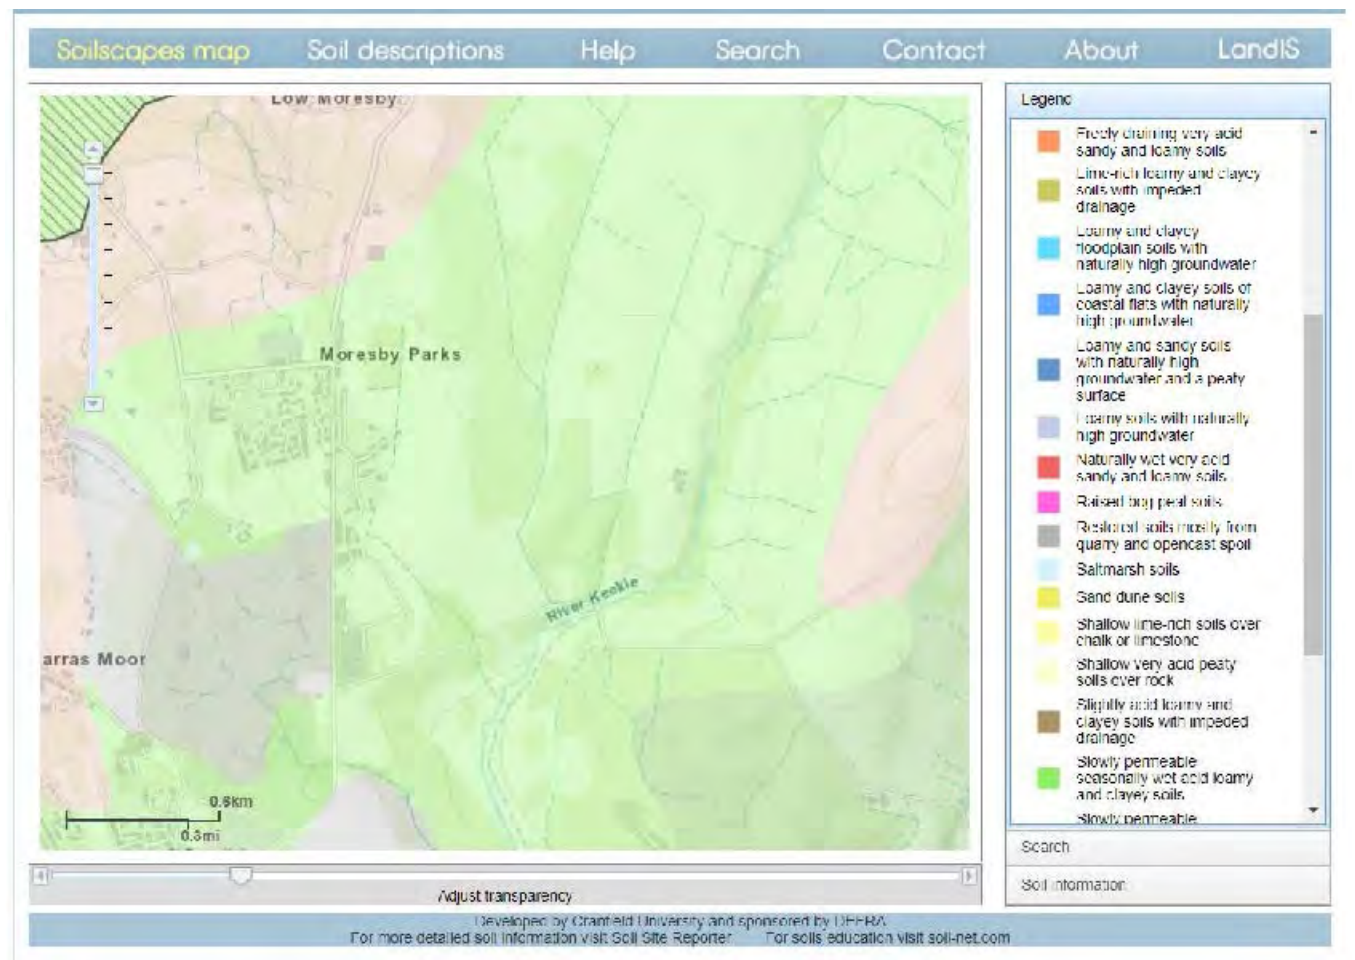 Soilscapes map Soil descriptions Help Search Contact About LandIS
Low Moresby
Moresby Parks
River Keekle
arras Moor
0.6km
0.3mi
Adjust transparency
Legend
Freely draining very acid
sandy and loamy soils
Lime-rich loamy and clayey
soils with impeded
drainage
Loamy and clayey
floodplain soils with
naturally high groundwater
Loamy and clayey soils of
coastal flats with naturally
high groundwater
Loamy and sandy soils
with naturally high
groundwater and a peaty
surface
Loamy soils with naturally
high groundwater
Naturally wet very acid
sandy and loamy soils
Raised bog peat soils
Restored soils mostly from
quarry and opencast spoil
Saltmarsh soils
Sand dune soils
Shallow lime-rich soils over
chalk or limestone
Shallow very acid peaty
soils over rock
Slightly acid loamy and
clayey soils with impeded
drainage
Slowly permeable
seasonally wet acid loamy
and clayey soils
Slowly permeable
Search
Soil information
Developed by Cranfield University and sponsored by DEFRA
For more detailed soil information visit Soil Site Reporter For soils education visit soil-net.com